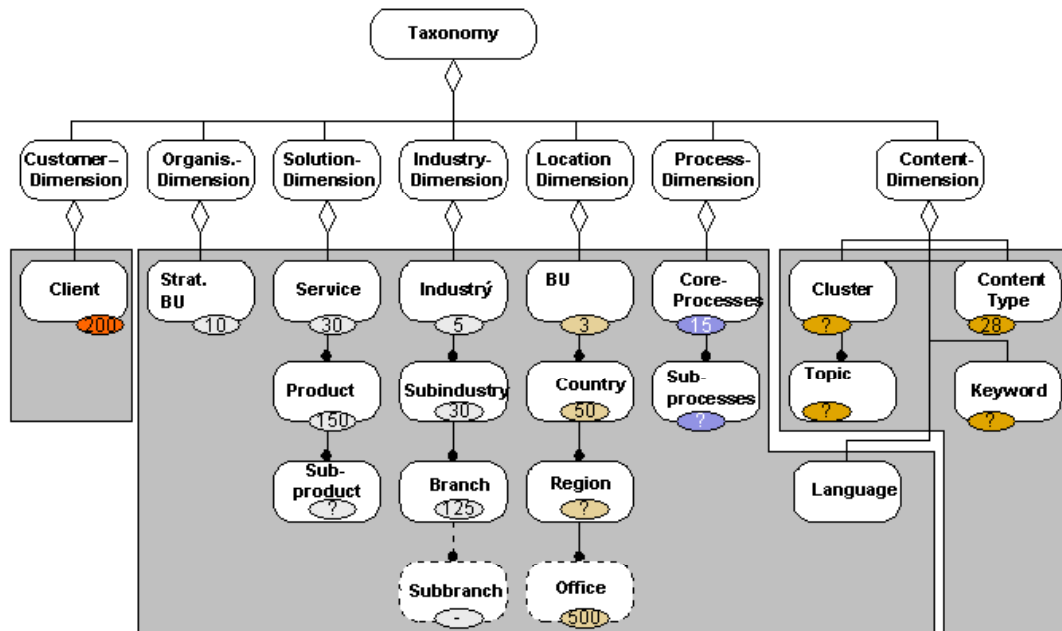 Taxonomy
Customer–
Dimension
Organis.-
Dimension
Solution-
Dimension
Industry-
Dimension
Location
Dimension
Process-
Dimension
Content-
Dimension
Client
200
Strat.
BU
10
Service
30
Industrý
5
BU
3
Core-
Processes
15
Cluster
?
Content
Type
28
Product
150
Subindustry
30
Country
50
Sub-
processes
?
Topic
?
Keyword
?
Sub-
product
?
Branch
125
Region
?
Language
Subbranch
-
Office
500